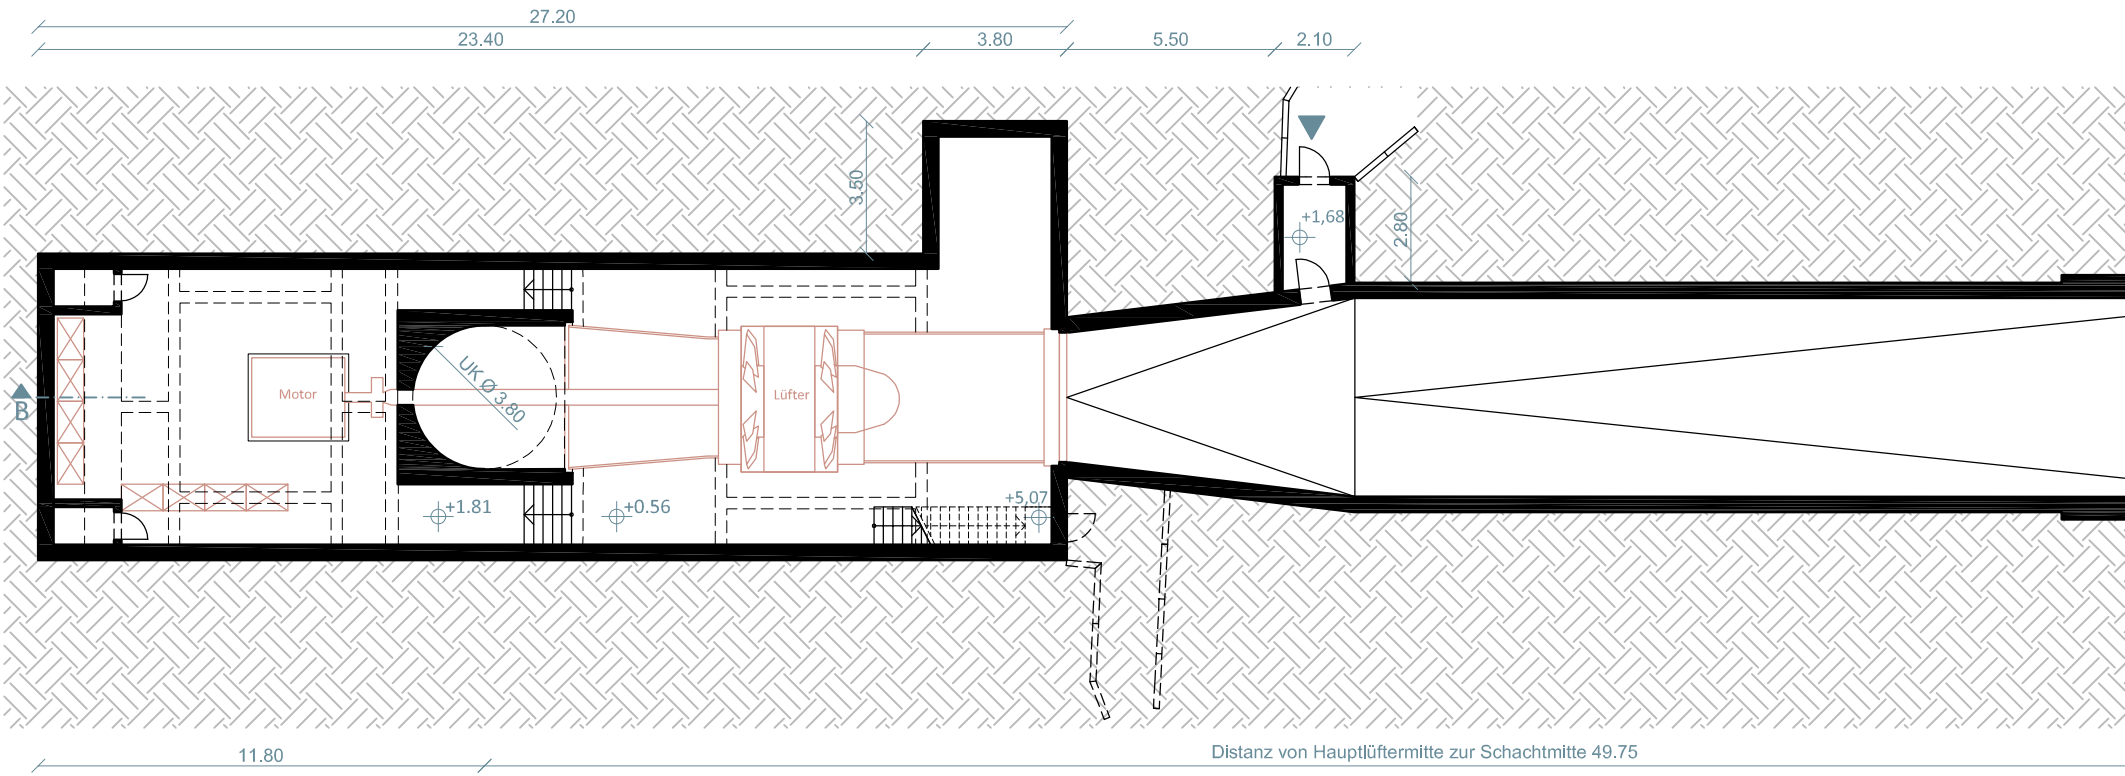 27.20
23.40
3.80
5.50
2.10
3.50
+1,68
2.80
UK Ø 3.80
Motor
Lüfter
B
+1.81
+0.56
+5,07
11.80
Distanz von Hauptlüftermitte zur Schachtmitte 49.75